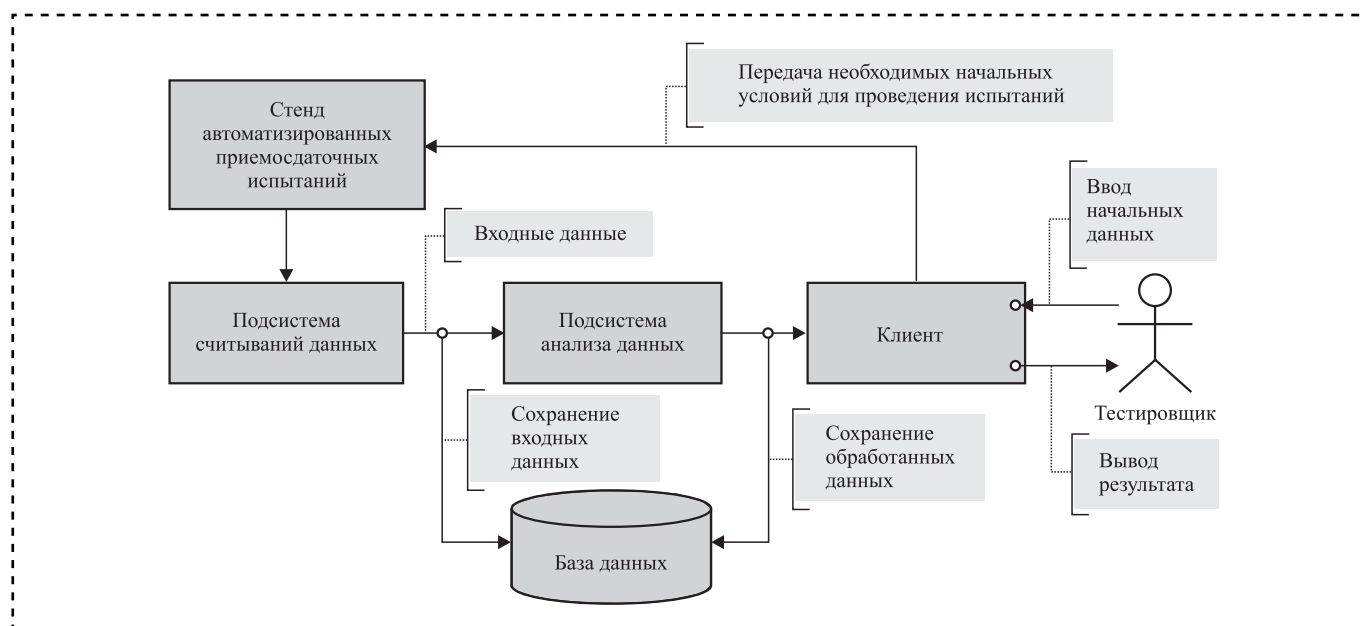 Передача необходимых начальных
условий для проведения испытаний
Стенд
автоматизированных
приемосдаточных
испытаний
Ввод
начальных
данных
Входные данные
Подсистема
считываний данных
Подсистема
анализа данных
Клиент
Тестировщик
Сохранение
входных
данных
Сохранение
обработанных
данных
Вывод
результата
База данных